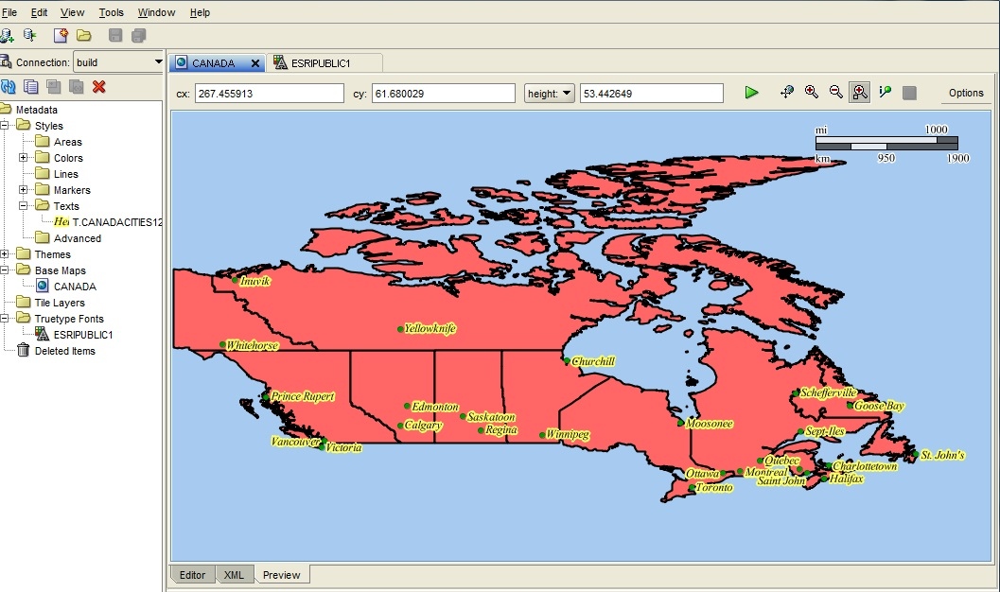 File Edit View Tools Window Help
Connection: build
CANADA ESRIPUBLIC1
cx: 267.455913 cy: 61.680029 height: 53.442649 Options
Metadata
Styles
Areas
Colors
Lines
Markers
Texts
T.CANADACITIES12
Advanced
Themes
Base Maps
CANADA
Tile Layers
Truetype Fonts
ESRIPUBLIC1
Deleted Items
mi 1000
km 950 1900
Inuvik
Yellowknife
Whitehorse
Churchill
Prince Rupert
Schefferville
Edmonton
Goose Bay
Saskatoon
Calgary
Moosonee
Regina
Winnipeg
Sept-Iles
Vancouver
Victoria
St. John's
Quebec
Charlottetown
Ottawa
Montreal
Saint John
Halifax
Toronto
Editor XML Preview